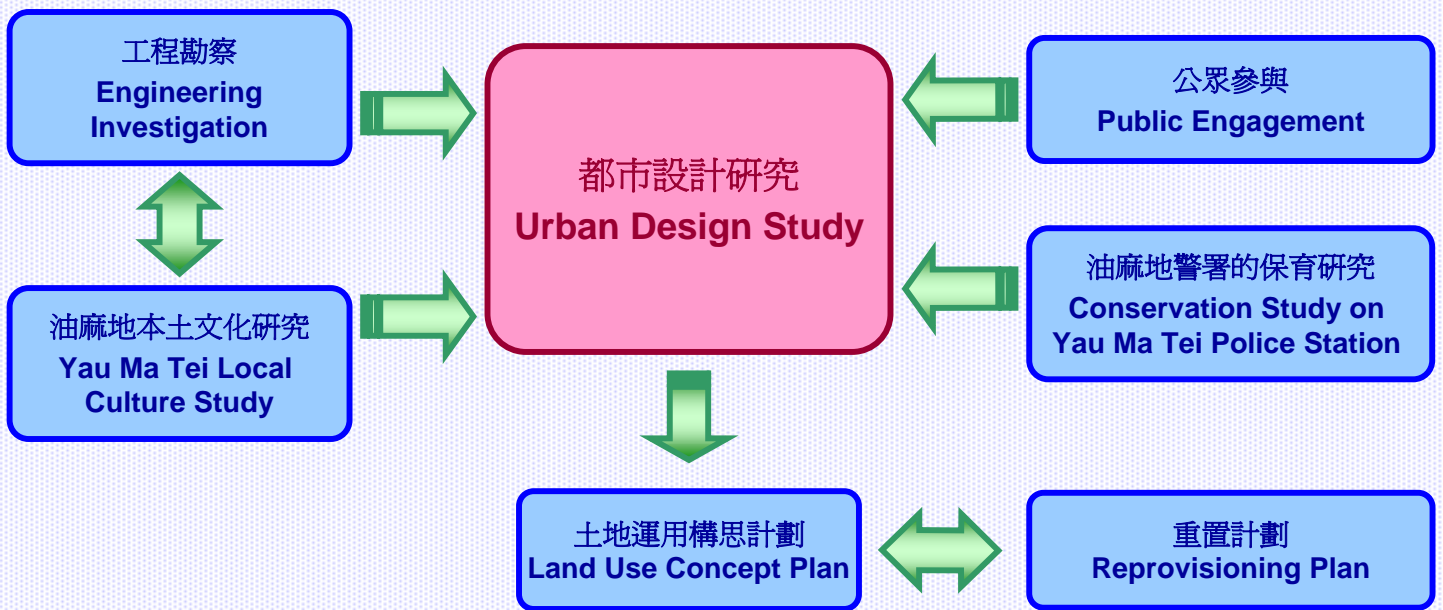 工程勘察
Engineering
Investigation
都市設計研究
Urban Design Study
公眾參與
Public Engagement
油麻地本土文化研究
Yau Ma Tei Local
Culture Study
油麻地警署的保育研究
Conservation Study on
Yau Ma Tei Police Station
土地運用構思計劃
Land Use Concept Plan
重置計劃
Reprovisioning Plan